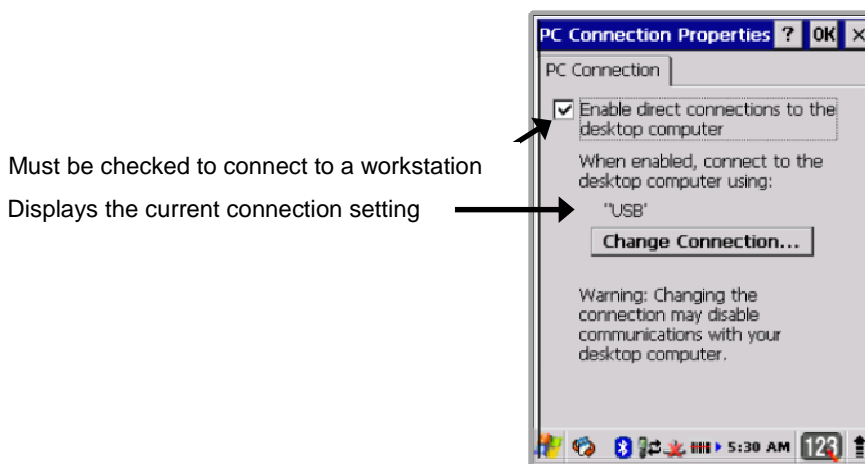 PC Connection Properties ? OK ×
PC Connection
Enable direct connections to the
desktop computer
Must be checked to connect to a workstation
When enabled, connect to the
desktop computer using:
Displays the current connection setting
"USB'
Change Connection...
Warning: Changing the
connection may disable
communications with your
desktop computer.
5:30 AM 123